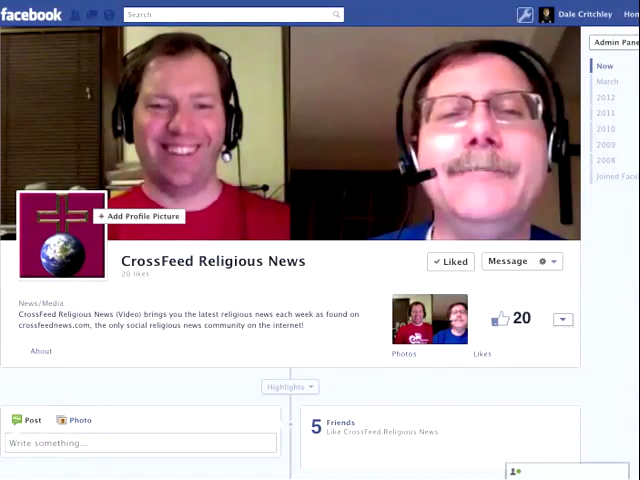 facebook
Search
Dale Critchley
Admin Pane
Now
March
2012
2011
2010
2009
2008
Joined Face
+ Add Profile Picture
CrossFeed Religious News
20 likes
Liked
Message
News/Media
CrossFeed Religious News (Video) brings you the latest religious news each week as found on
crossfeednews.com, the only social religious news community on the internet!
About
20
Photos
Likes
Highlights
Post
Photo
Write something...
5 Friends
Like CrossFeed Religious News